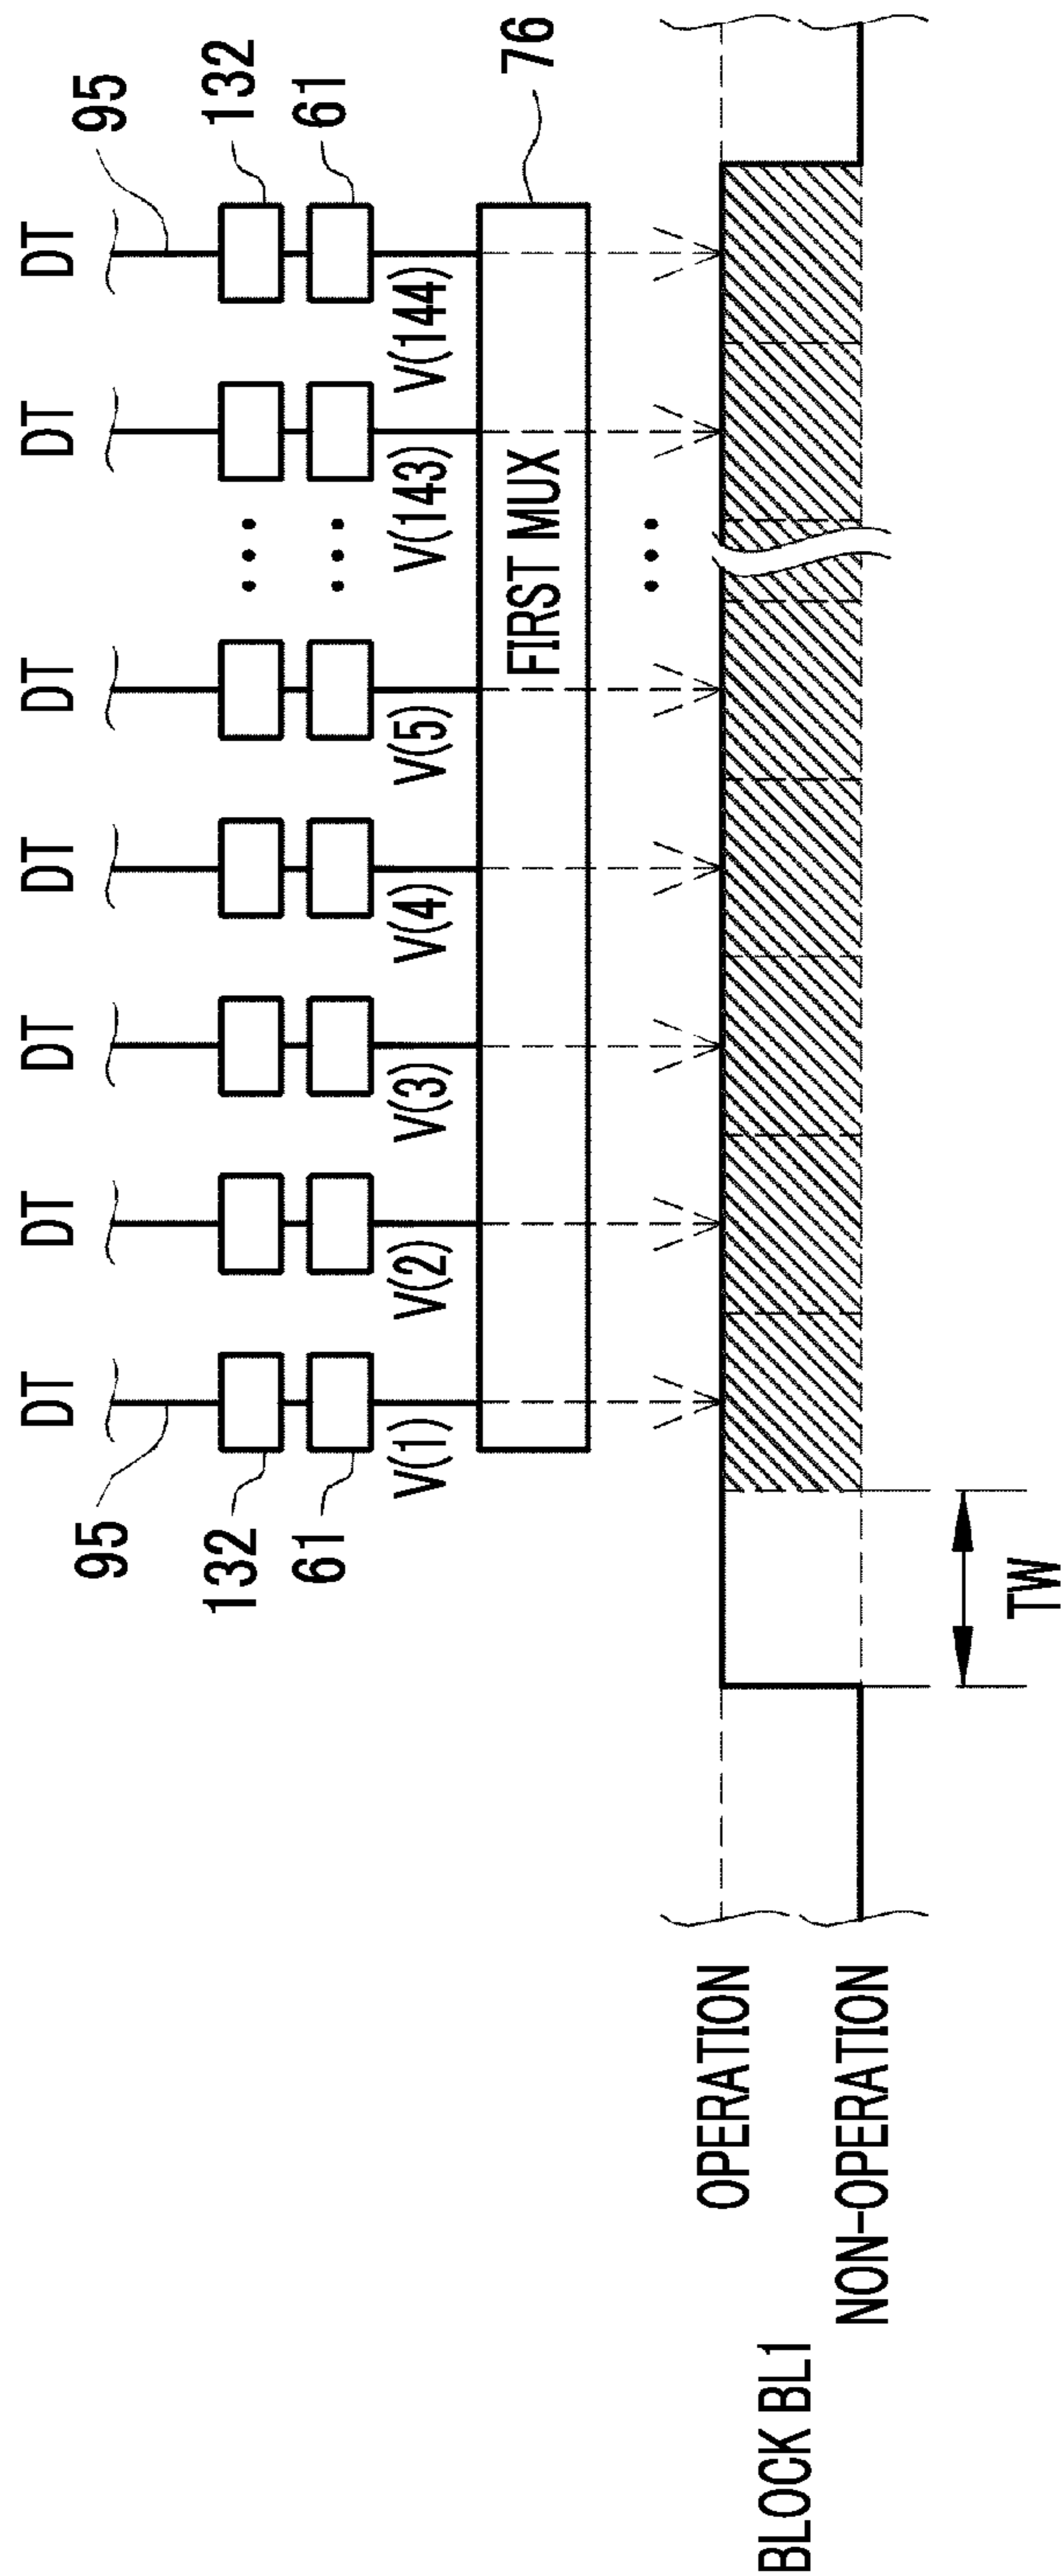 DT DT DT DT DT DT DT
95 95
132 132
61 61
V(1) V(2) V(3) V(4) V(5) ••• V(143) V(144)
FIRST MUX
76
•••
OPERATION
BLOCK BL1
NON-OPERATION
TW